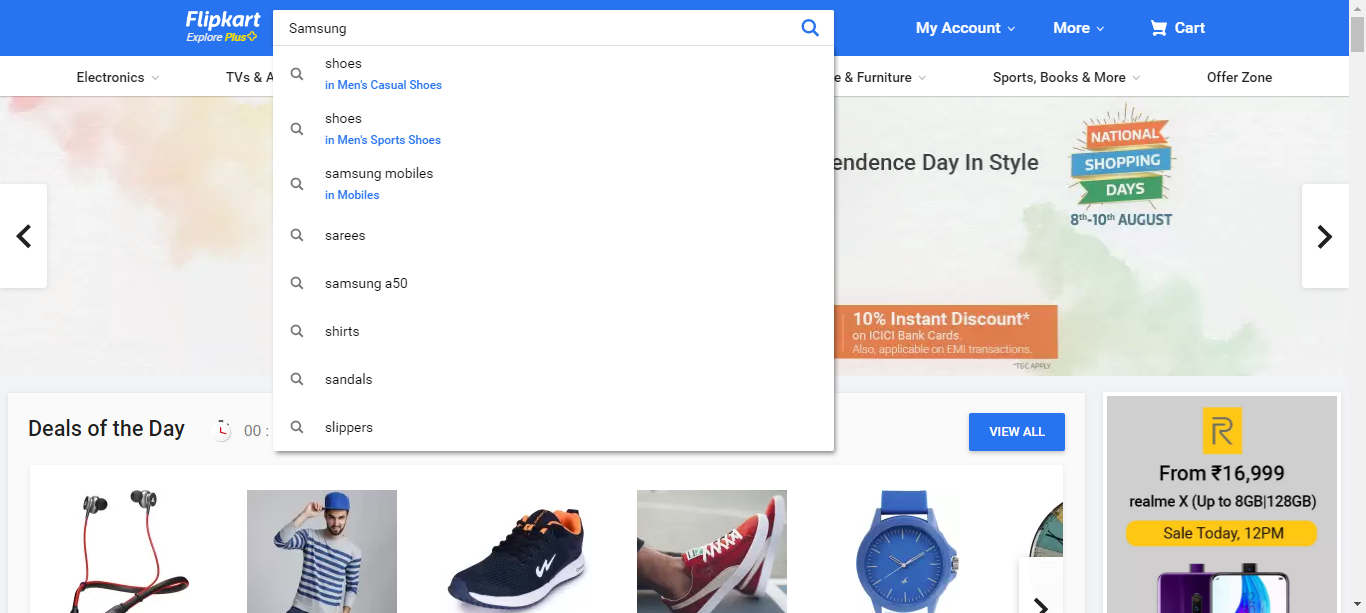 Flipkart
Explore Plus
Samsung
My Account
More
Cart
Electronics
TVs & A
e & Furniture
Sports, Books & More
Offer Zone
shoes
in Men's Casual Shoes
shoes
in Men's Sports Shoes
samsung mobiles
in Mobiles
sarees
samsung a50
shirts
sandals
slippers
endence Day In Style
NATIONAL
SHOPPING
DAYS
8th-10th AUGUST
10% Instant Discount*
on ICICI Bank Cards.
Also, applicable on EMI transactions.
*T&C APPLY
Deals of the Day
00 :
VIEW ALL
From ₹16,999
realme X (Up to 8GB|128GB)
Sale Today, 12PM